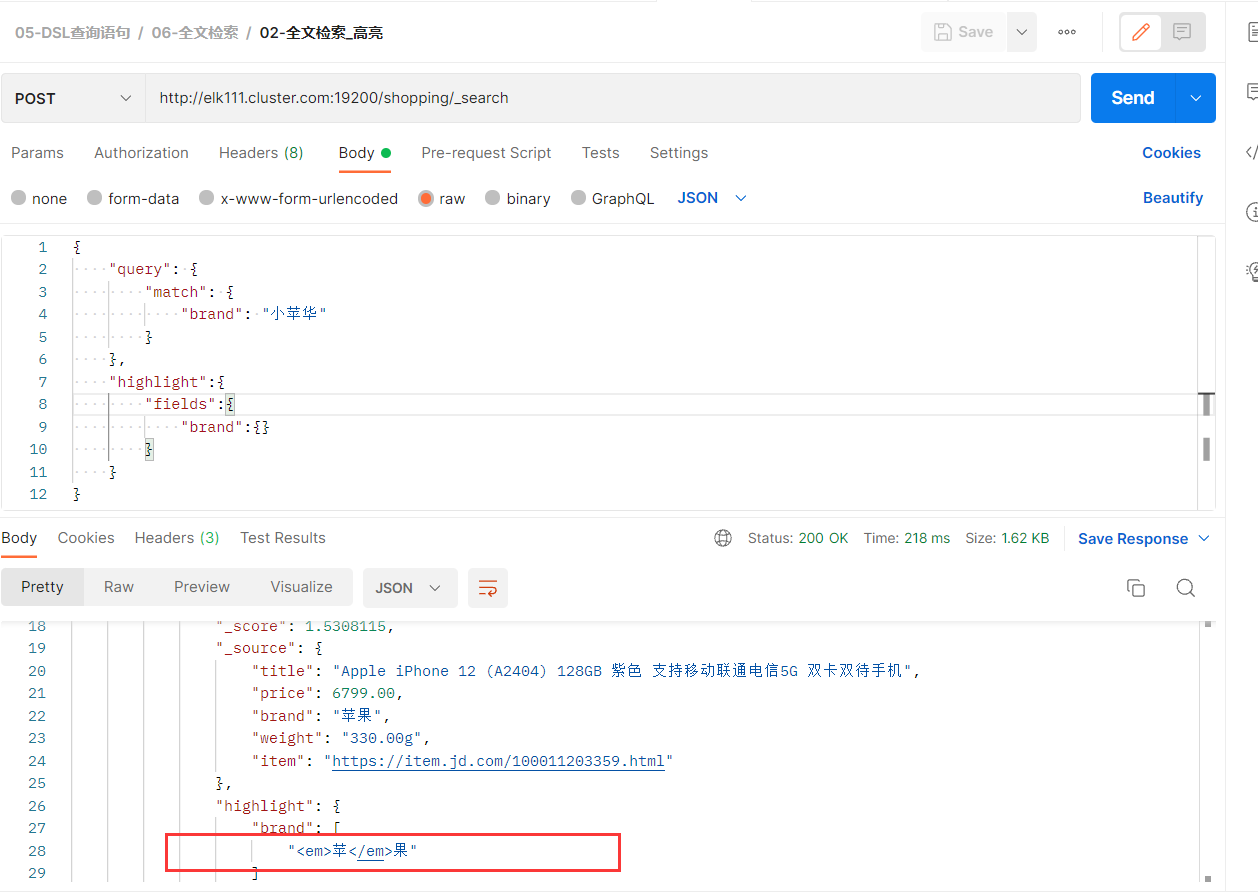 05-DSL查询语句 / 06-全文检索 / 02-全文检索_高亮
Save
POST http://elk111.cluster.com:19200/shopping/_search Send
Params Authorization Headers (8) Body Pre-request Script Tests Settings Cookies
none form-data x-www-form-urlencoded raw binary GraphQL JSON Beautify
1 {
2 "query": {
3 "match": {
4 "brand": "小苹华"
5 }
6 },
7 "highlight":{
8 "fields":{
9 "brand":{}
10 }
11 }
12 }
Body Cookies Headers (3) Test Results Status: 200 OK Time: 218 ms Size: 1.62 KB Save Response
Pretty Raw Preview Visualize JSON
18 "_score": 1.5308115,
19 "_source": {
20 "title": "Apple iPhone 12 (A2404) 128GB 紫色 支持移动联通电信5G 双卡双待手机",
21 "price": 6799.00,
22 "brand": "苹果",
23 "weight": "330.00g",
24 "item": "https://item.jd.com/100011203359.html"
25 },
26 "highlight": {
27 "brand": [
28 "<em>苹</em>果"
29 ]